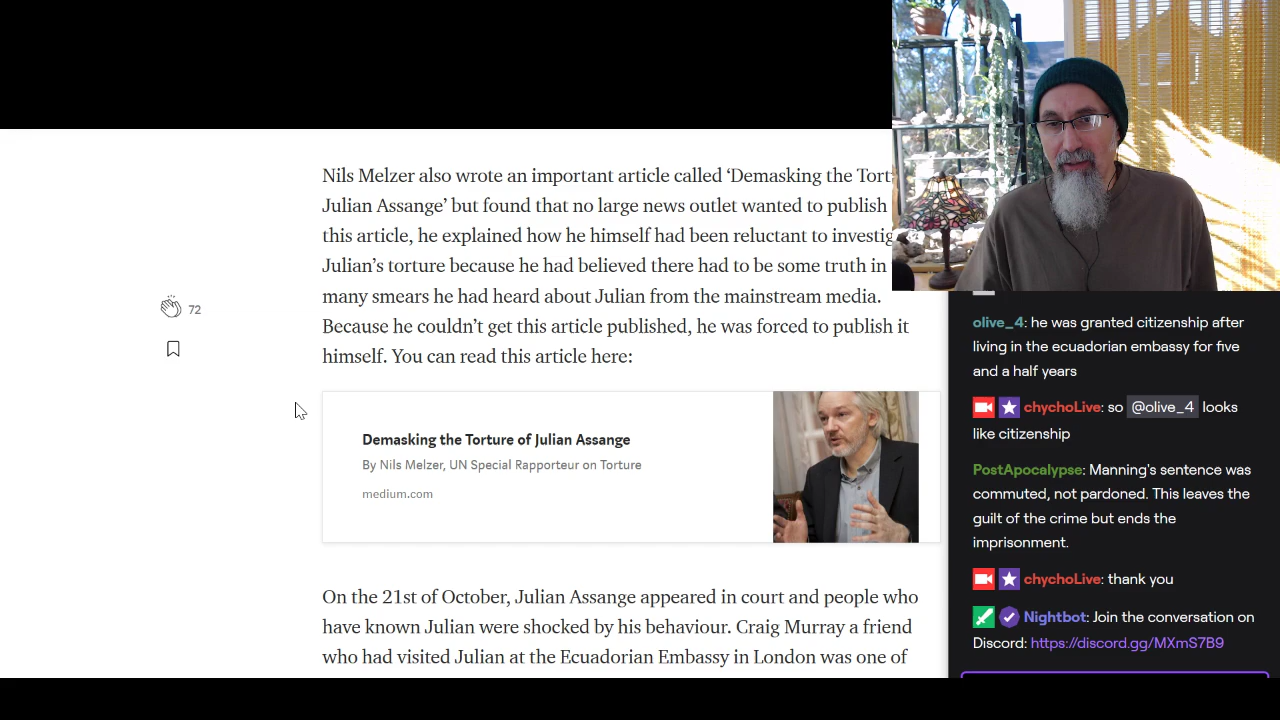 Nils Melzer also wrote an important article called ‘Demasking the Tort
Julian Assange’ but found that no large news outlet wanted to publish
this article, he explained how he himself had been reluctant to investig
Julian’s torture because he had believed there had to be some truth in
many smears he had heard about Julian from the mainstream media.
Because he couldn’t get this article published, he was forced to publish it
himself. You can read this article here:
72
Demasking the Torture of Julian Assange
By Nils Melzer, UN Special Rapporteur on Torture
medium.com
On the 21st of October, Julian Assange appeared in court and people who
have known Julian were shocked by his behaviour. Craig Murray a friend
who had visited Julian at the Ecuadorian Embassy in London was one of
olive_4: he was granted citizenship after
living in the ecuadorian embassy for five
and a half years
chychoLive: so @olive_4 looks
like citizenship
PostApocalypse: Manning's sentence was
commuted, not pardoned. This leaves the
guilt of the crime but ends the
imprisonment.
chychoLive: thank you
Nightbot: Join the conversation on
Discord: https://discord.gg/MXmS7B9